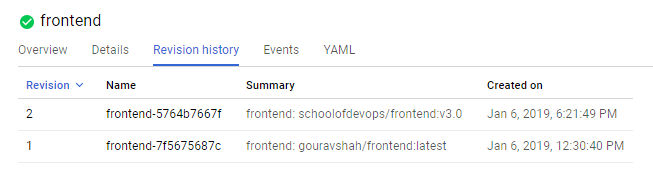 frontend
Overview Details Revision history Events YAML
Revision Name Summary Created on
2 frontend-5764b7667f frontend: schoolofdevops/frontend:v3.0 Jan 6, 2019, 6:21:49 PM
1 frontend-7f5675687c frontend: gouravshah/frontend:latest Jan 6, 2019, 12:30:40 PM